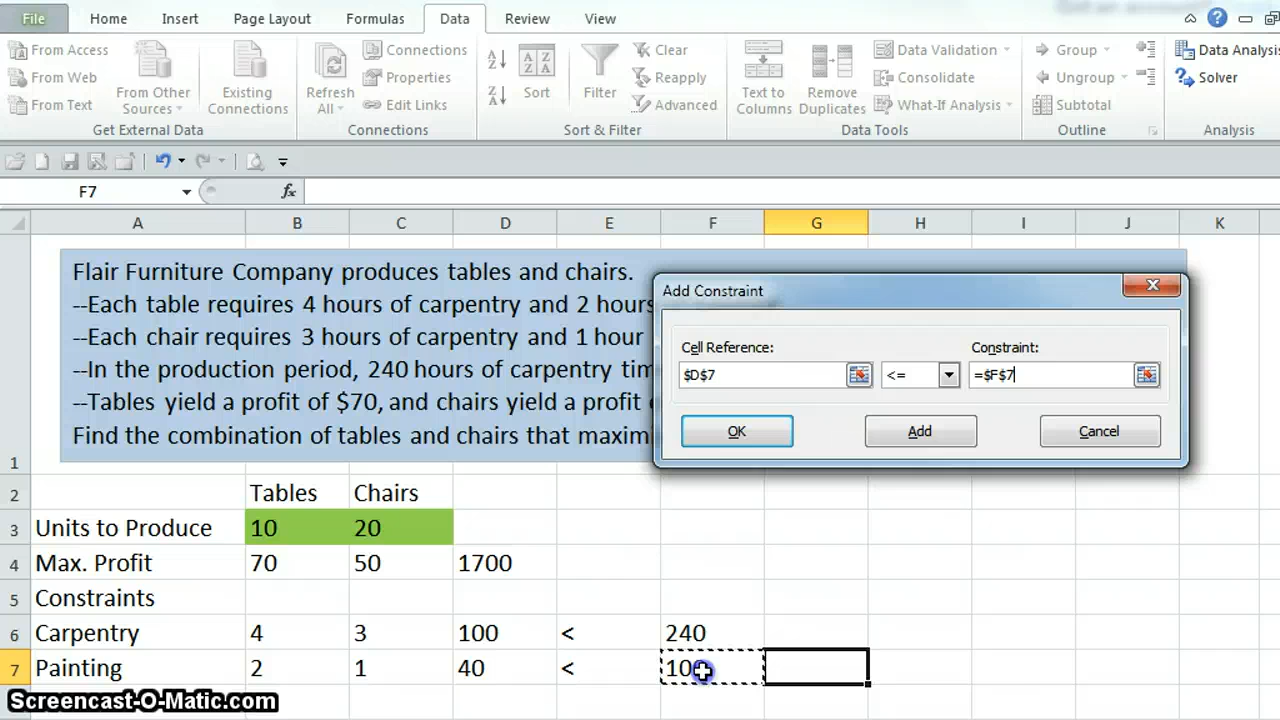 File Home Insert Page Layout Formulas Data Review View
From Access
From Web
From Text
From Other Sources
Existing Connections
Get External Data
Refresh All
Connections
Properties
Edit Links
Connections
Sort
Filter
Clear
Reapply
Advanced
Sort & Filter
Text to Columns
Remove Duplicates
Data Validation
Consolidate
What-If Analysis
Data Tools
Group
Ungroup
Subtotal
Outline
Data Analysis
Solver
Analysis
F7 fx
A B C D E F G H I J K
Flair Furniture Company produces tables and chairs.
--Each table requires 4 hours of carpentry and 2 hours
--Each chair requires 3 hours of carpentry and 1 hour
--In the production period, 240 hours of carpentry tim
--Tables yield a profit of $70, and chairs yield a profit
Find the combination of tables and chairs that maximi
1
Add Constraint
Cell Reference: Constraint:
$D$7 <= =$F$7
OK Add Cancel
2 Tables Chairs
3 Units to Produce 10 20
4 Max. Profit 70 50 1700
5 Constraints
6 Carpentry 4 3 100 < 240
7 Painting 2 1 40 < 10
Screencast-O-Matic.com